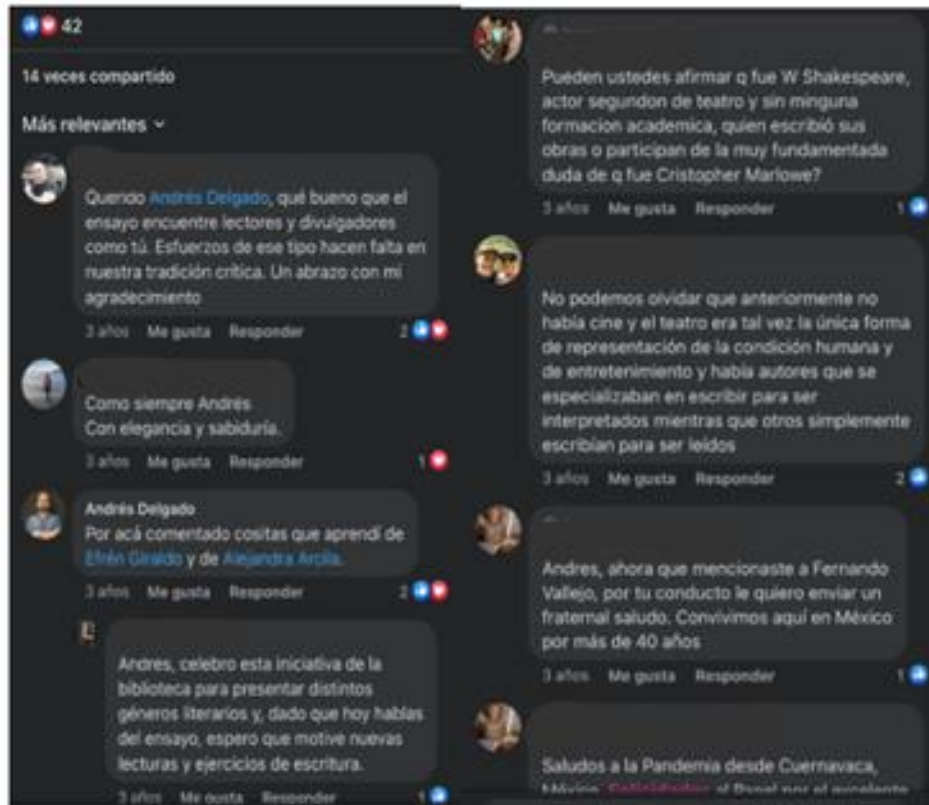 42
14 veces compartido
Más relevantes
Querido Andrés Delgado, qué bueno que el
ensayo encuentre lectores y divulgadores
como tú. Esfuerzos de ese tipo hacen falta en
nuestra tradición crítica. Un abrazo con mi
agradecimiento
3 años Me gusta Responder 2
Como siempre Andrés
Con elegancia y sabiduría.
3 años Me gusta Responder 1
Andrés Delgado
Por acá comentado cositas que aprendí de
Efrén Giraldo y de Alejandra Arcila.
3 años Me gusta Responder 2
Andres, celebro esta iniciativa de la
biblioteca para presentar distintos
géneros literarios y, dado que hoy hablas
del ensayo, espero que motive nuevas
lecturas y ejercicios de escritura.
3 años Me gusta Responder 1
Pueden ustedes afirmar q fue W Shakespeare,
actor segundon de teatro y sin minguna
formacion academica, quien escribió sus
obras o participan de la muy fundamentada
duda de q fue Cristopher Marlowe?
3 años Me gusta Responder 1
No podemos olvidar que anteriormente no
había cine y el teatro era tal vez la única forma
de representación de la condición humana y
de entretenimiento y había autores que se
especializaban en escribir para ser
interpretados mientras que otros simplemente
escribían para ser leídos
3 años Me gusta Responder 2
Andres, ahora que mencionaste a Fernando
Vallejo, por tu conducto le quiero enviar un
fraternal saludo. Convivimos aquí en México
por más de 40 años
3 años Me gusta Responder 1
Saludos a la Pandemia desde Cuernavaca,
México. Felicidades al Panel por el excelente